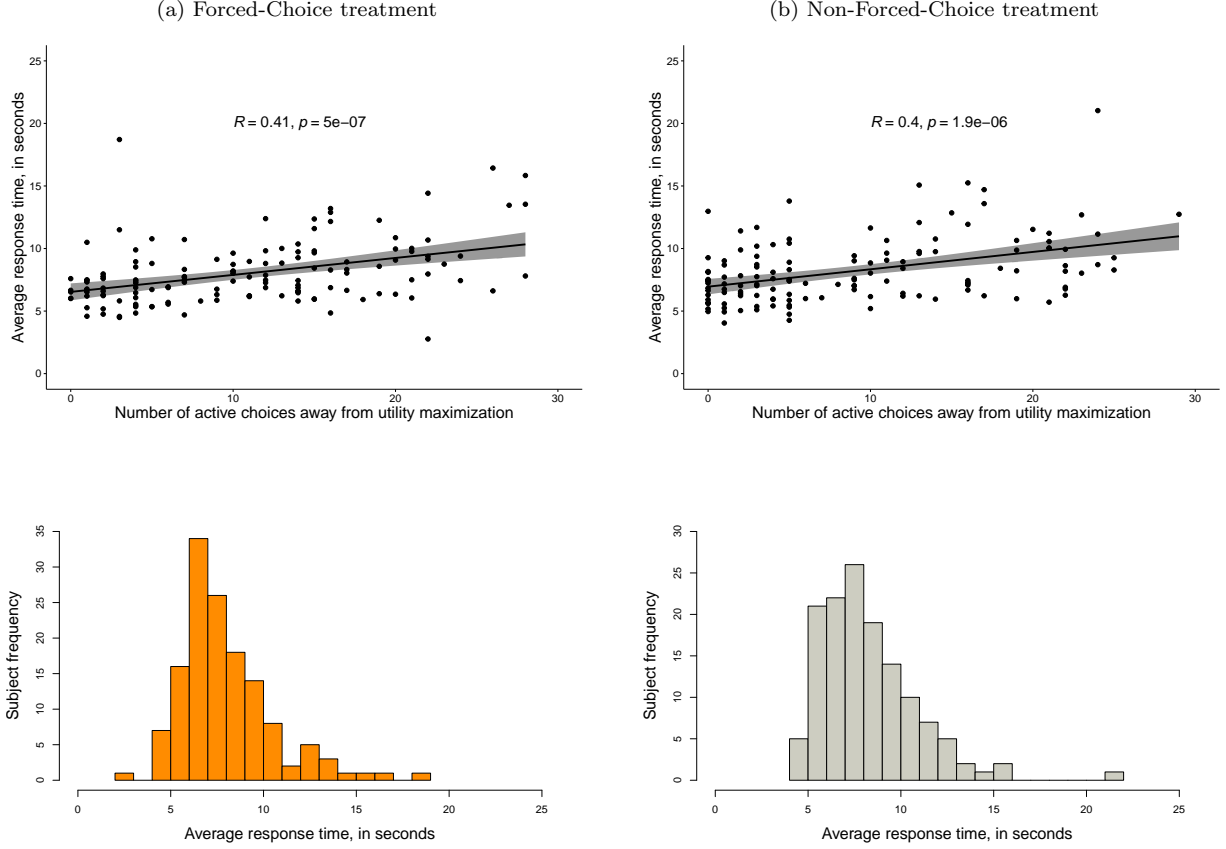 (a) Forced-Choice treatment
(b) Non-Forced-Choice treatment
Average response time, in seconds
25
20
15
10
5
0
R = 0.41, p = 5e−07
0 10 20 30
Number of active choices away from utility maximization
Average response time, in seconds
25
20
15
10
5
0
R = 0.4, p = 1.9e−06
0 10 20 30
Number of active choices away from utility maximization
Subject frequency
35
30
25
20
15
10
5
0
0 5 10 15 20 25
Average response time, in seconds
Subject frequency
30
25
20
15
10
5
0
0 5 10 15 20 25
Average response time, in seconds